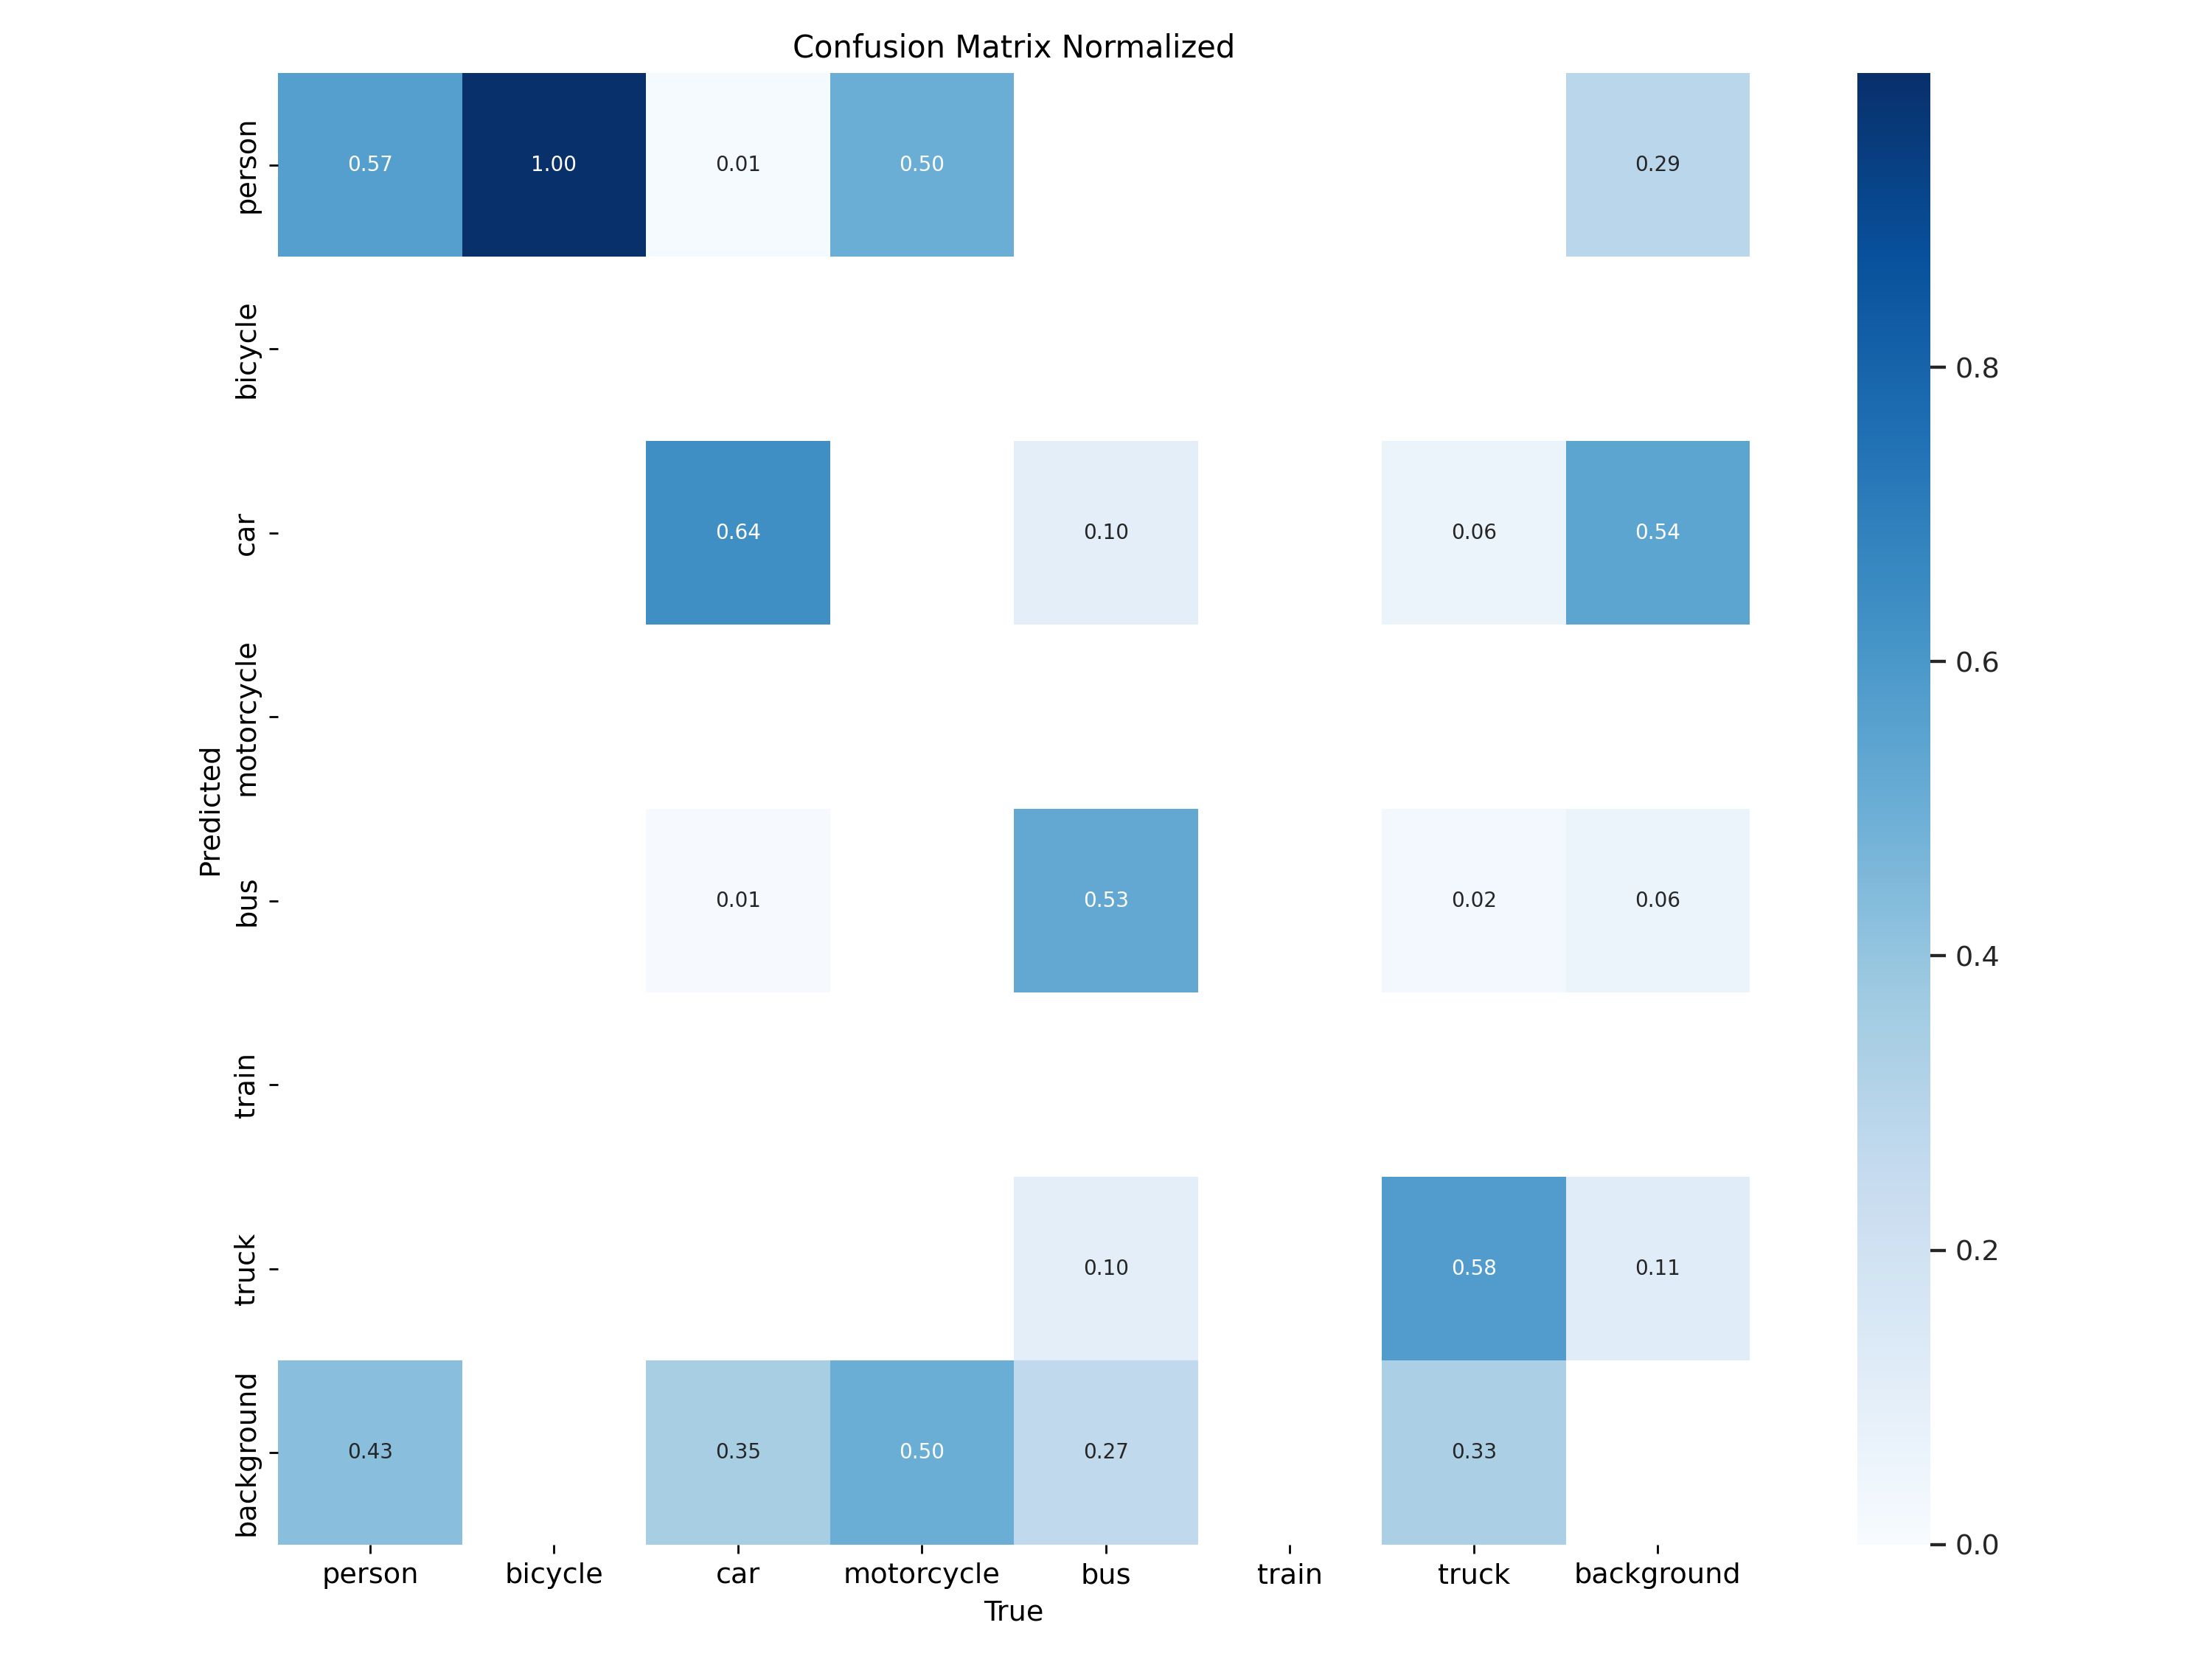 Confusion Matrix Normalized
person
0.57 1.00 0.01 0.50 0.29
bicycle
0.8
car
0.64 0.10 0.06 0.54
0.6
motorcycle
Predicted
bus
0.01 0.53 0.02 0.06
0.4
train
truck
0.10 0.58 0.11
0.2
background
0.43 0.35 0.50 0.27 0.33
0.0
person bicycle car motorcycle bus train truck background
True